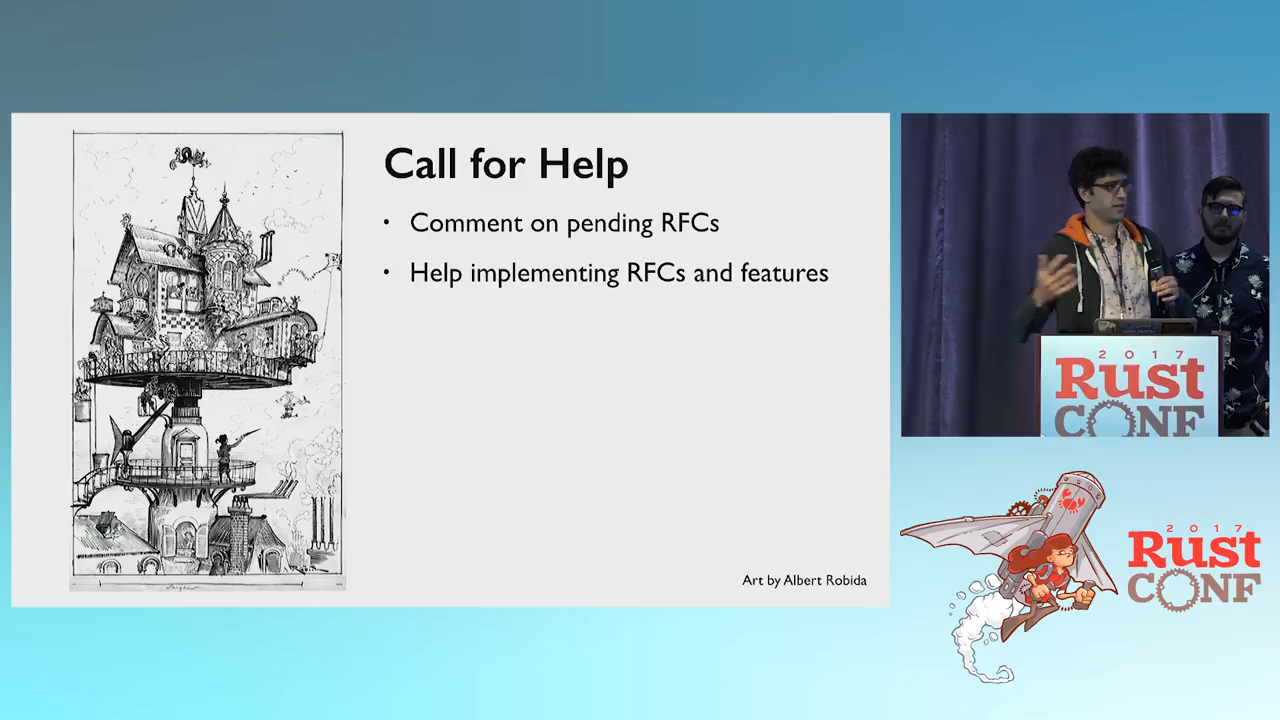 Call for Help
• Comment on pending RFCs
• Help implementing RFCs and features
Art by Albert Robida
2017
Rust
CONF
2017
Rust
CONF